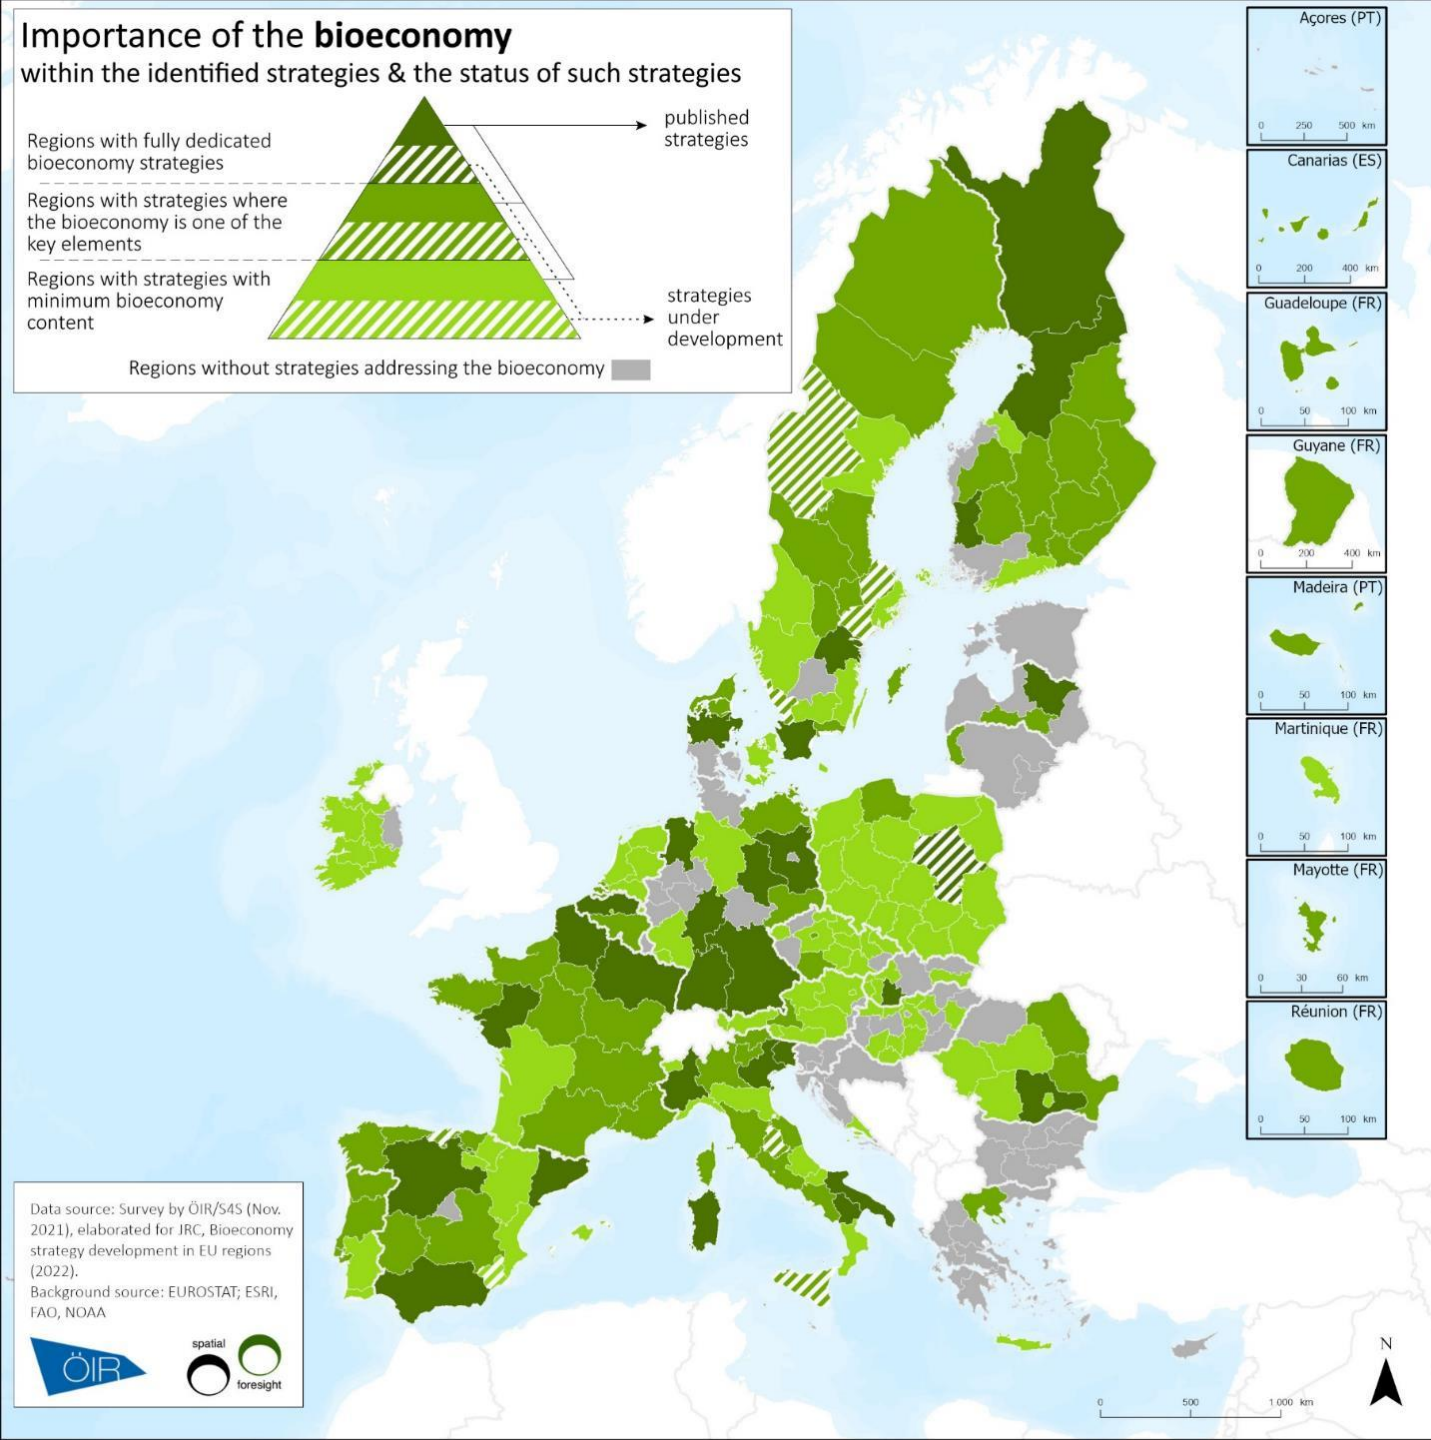 Importance of the bioeconomy
within the identified strategies & the status of such strategies
published
strategies
Regions with fully dedicated
bioeconomy strategies
Regions with strategies where
the bioeconomy is one of the
key elements
Regions with strategies with
minimum bioeconomy
content
strategies
under
development
Regions without strategies addressing the bioeconomy
Açores (PT)
0 250 500 km
Canarias (ES)
0 200 400 km
Guadeloupe (FR)
0 50 100 km
Guyane (FR)
0 200 400 km
Madeira (PT)
0 50 100 km
Martinique (FR)
0 50 100 km
Mayotte (FR)
0 30 60 km
Réunion (FR)
0 50 100 km
Data source: Survey by ÖIR/S4S (Nov.
2021), elaborated for JRC, Bioeconomy
strategy development in EU regions
(2022).
Background source: EUROSTAT; ESRI,
FAO, NOAA
ÖIR
spatial
foresight
N
0 500 1 000 km